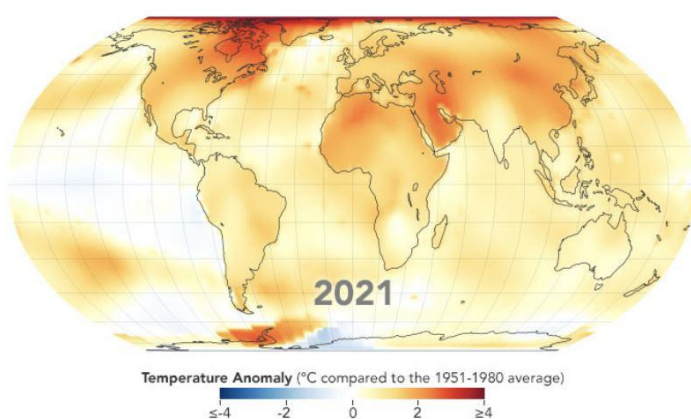 2021
Temperature Anomaly (°C compared to the 1951-1980 average)
≤-4 -2 0 2 ≥4